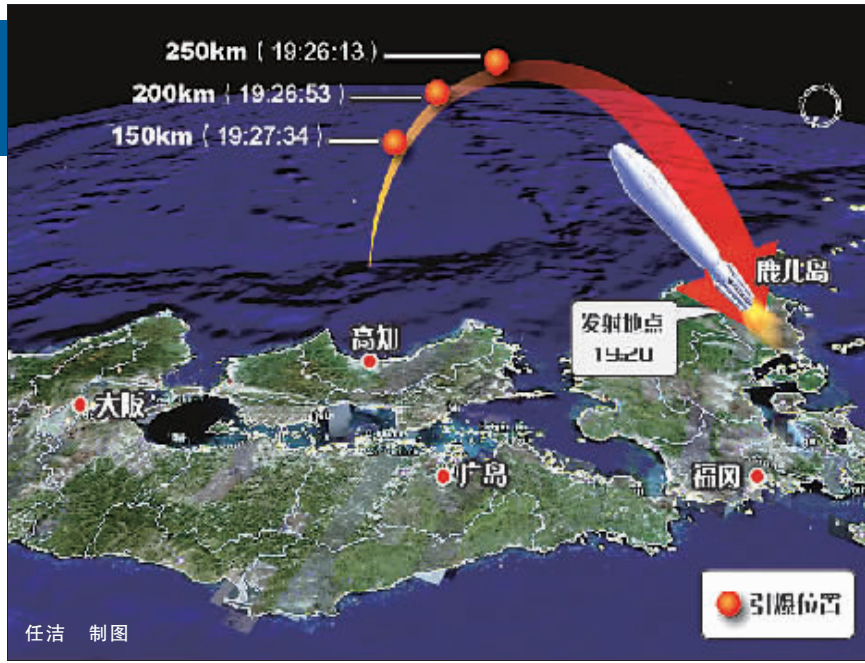 250km ( 19:26:13 )
200km ( 19:26:53 )
150km ( 19:27:34 )
鹿儿岛
发射地点
1920
高知
大阪
广岛
福冈
引爆位置
任洁 制图